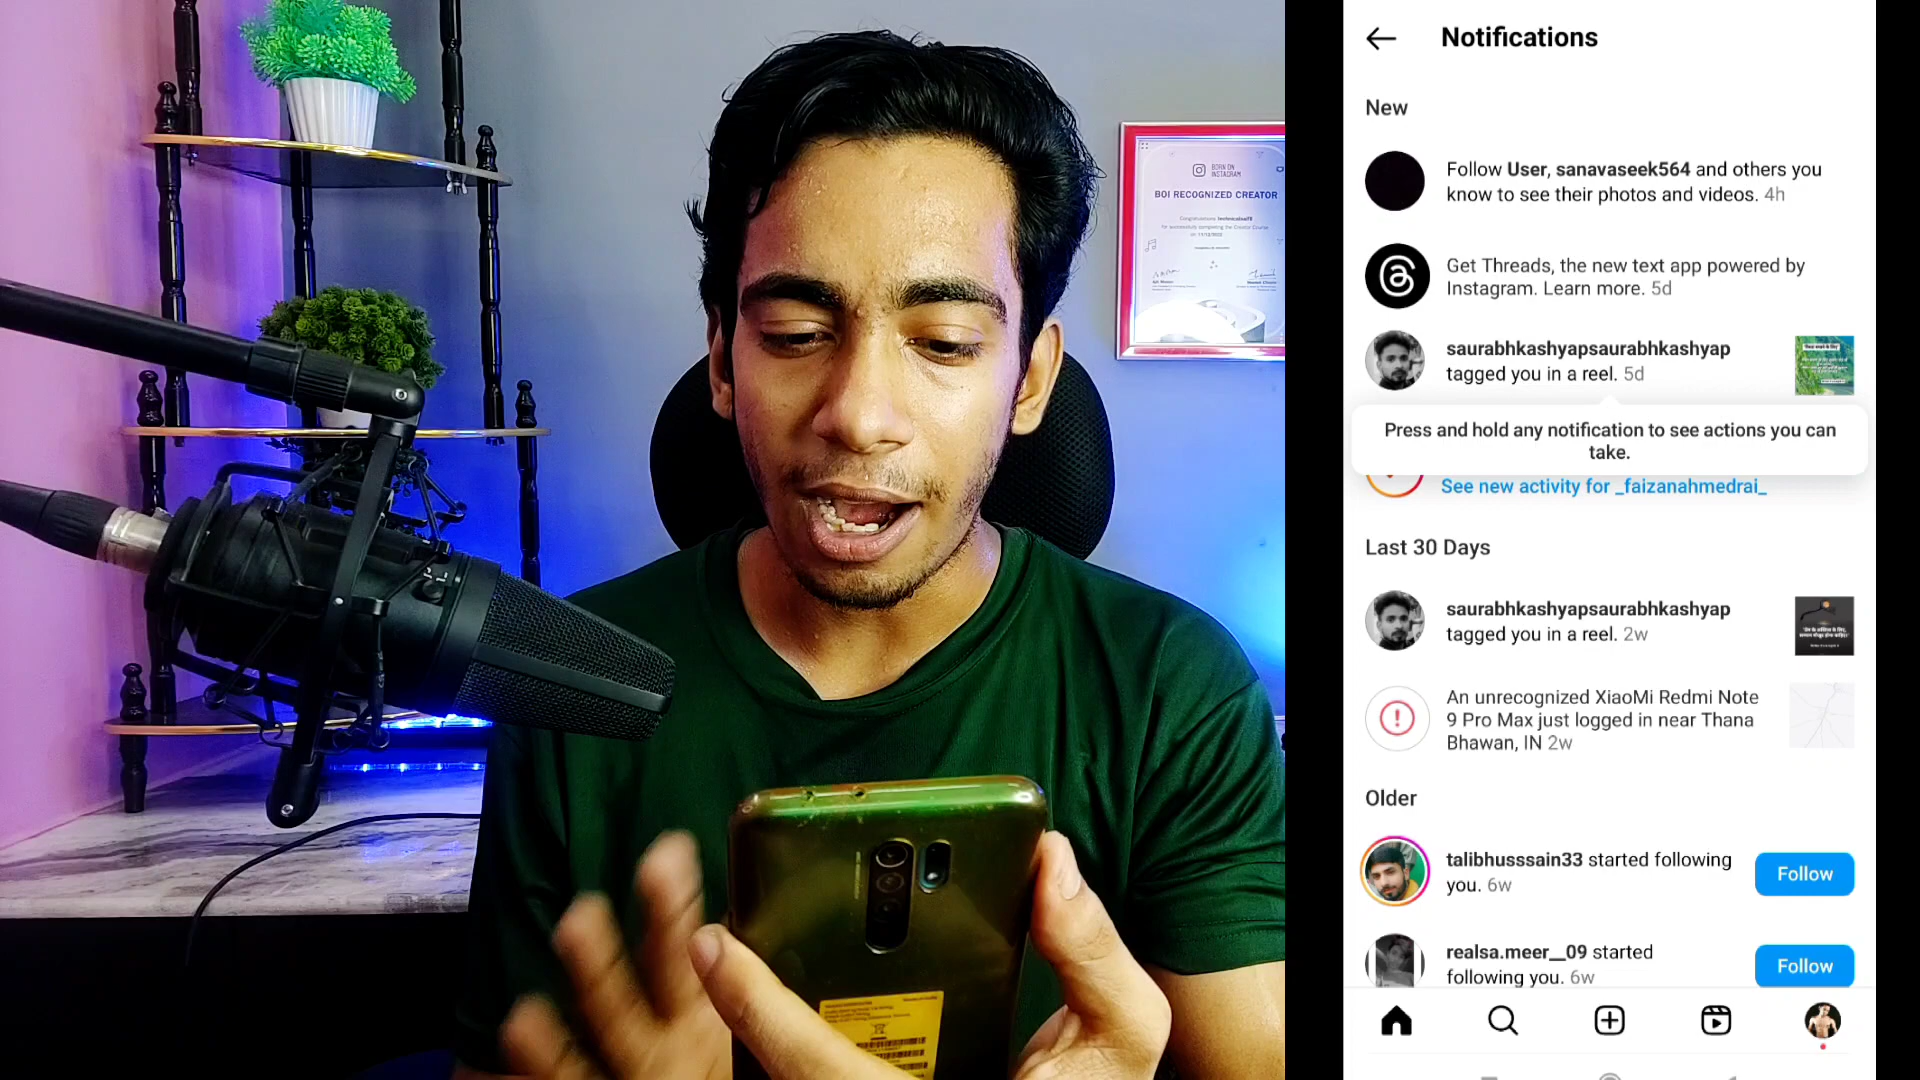 BORN ON
INSTAGRAM
BOI RECOGNIZED CREATOR
Notifications
New
Follow User, sanavaseek564 and others you
know to see their photos and videos. 4h
Get Threads, the new text app powered by
Instagram. Learn more. 5d
saurabhkashyapsaurabhkashyap
tagged you in a reel. 5d
Press and hold any notification to see actions you can
take.
See new activity for _faizanahmedrai_
Last 30 Days
saurabhkashyapsaurabhkashyap
tagged you in a reel. 2w
An unrecognized XiaoMi Redmi Note
9 Pro Max just logged in near Thana
Bhawan, IN 2w
Older
talibhusssain33 started following
you. 6w
Follow
realsa.meer__09 started
following you. 6w
Follow